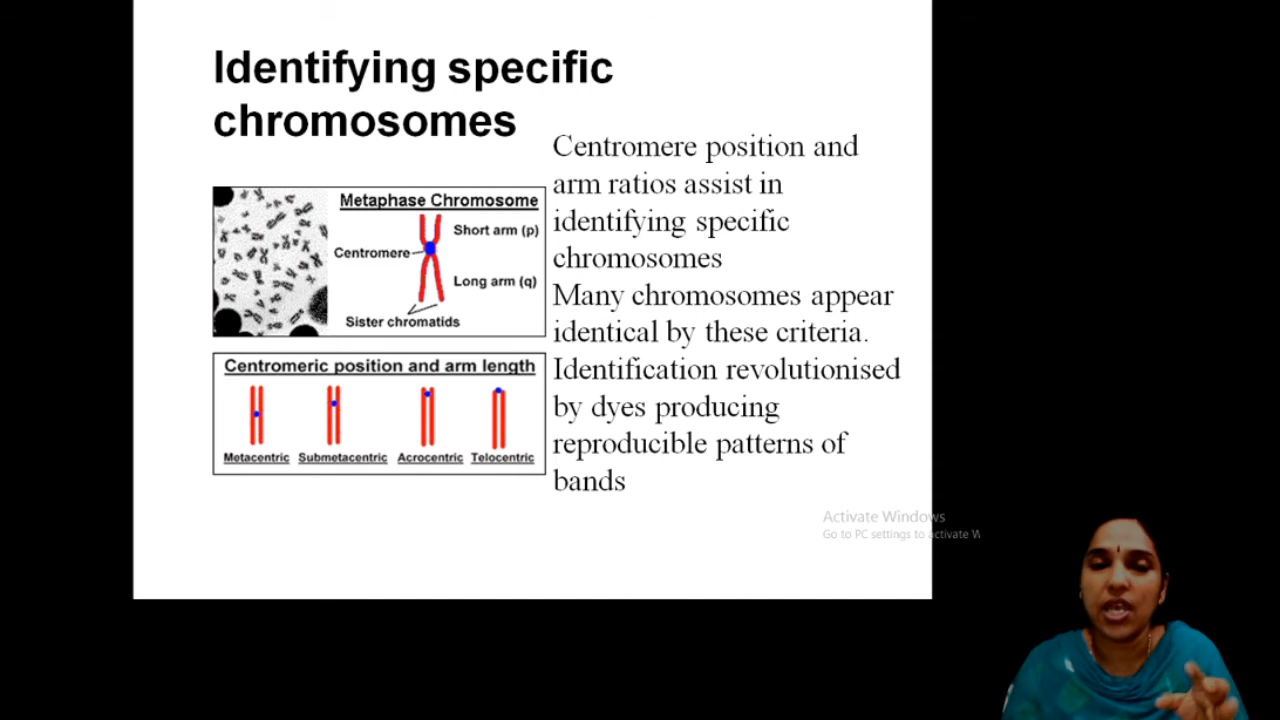 Identifying specific
chromosomes
Metaphase Chromosome
Short arm (p)
Centromere
Long arm (q)
Sister chromatids
Centromeric position and arm length
Metacentric Submetacentric Acrocentric Telocentric
Centromere position and
arm ratios assist in
identifying specific
chromosomes
Many chromosomes appear
identical by these criteria.
Identification revolutionised
by dyes producing
reproducible patterns of
bands
Activate Windows
Go to PC settings to activate W